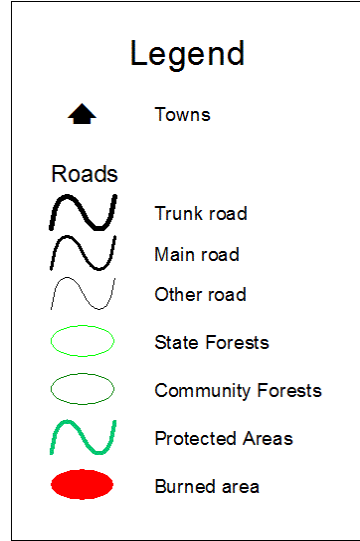 Legend
Towns
Roads
Trunk road
Main road
Other road
State Forests
Community Forests
Protected Areas
Burned area